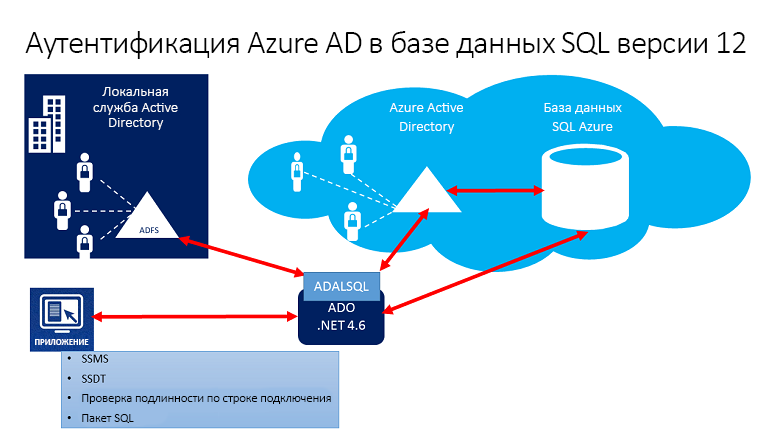 Аутентификация Azure AD в базе данных SQL версии 12
Локальная
служба Active
Directory
ADFS
Azure Active
Directory
База данных
SQL Azure
ADALSQL
ADO
.NET 4.6
ПРИЛОЖЕНИЕ
• SSMS
• SSDT
• Проверка подлинности по строке подключения
• Пакет SQL